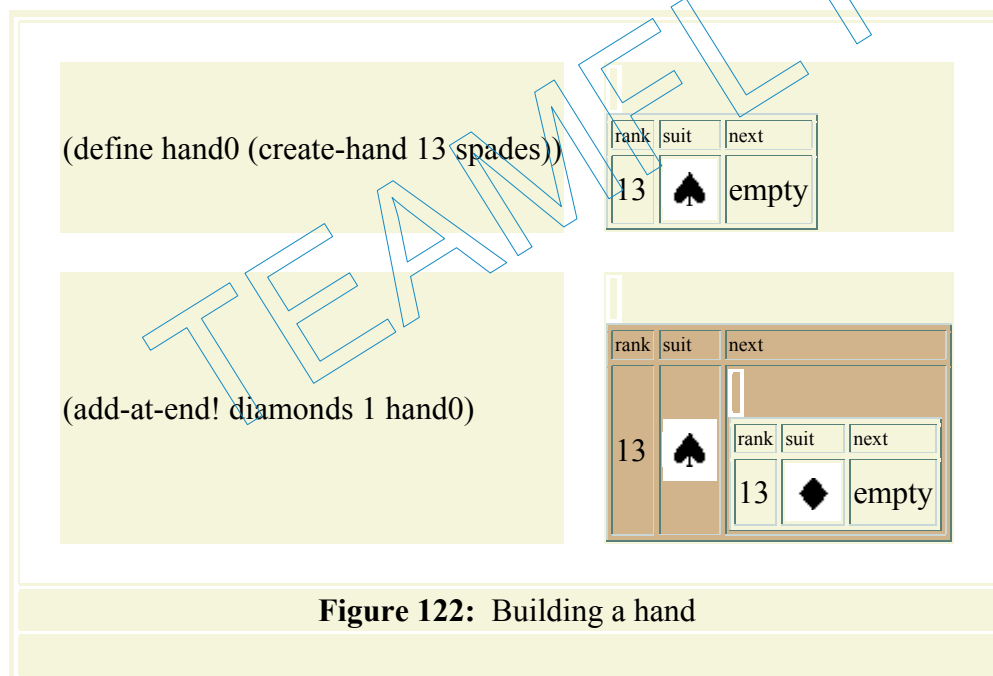 (define hand0 (create-hand 13 spades))
rank suit next
13 ♠ empty
(add-at-end! diamonds 1 hand0)
rank suit next
13 ♠
rank suit next
13 ♦ empty
Figure 122: Building a hand
TEAMFLY